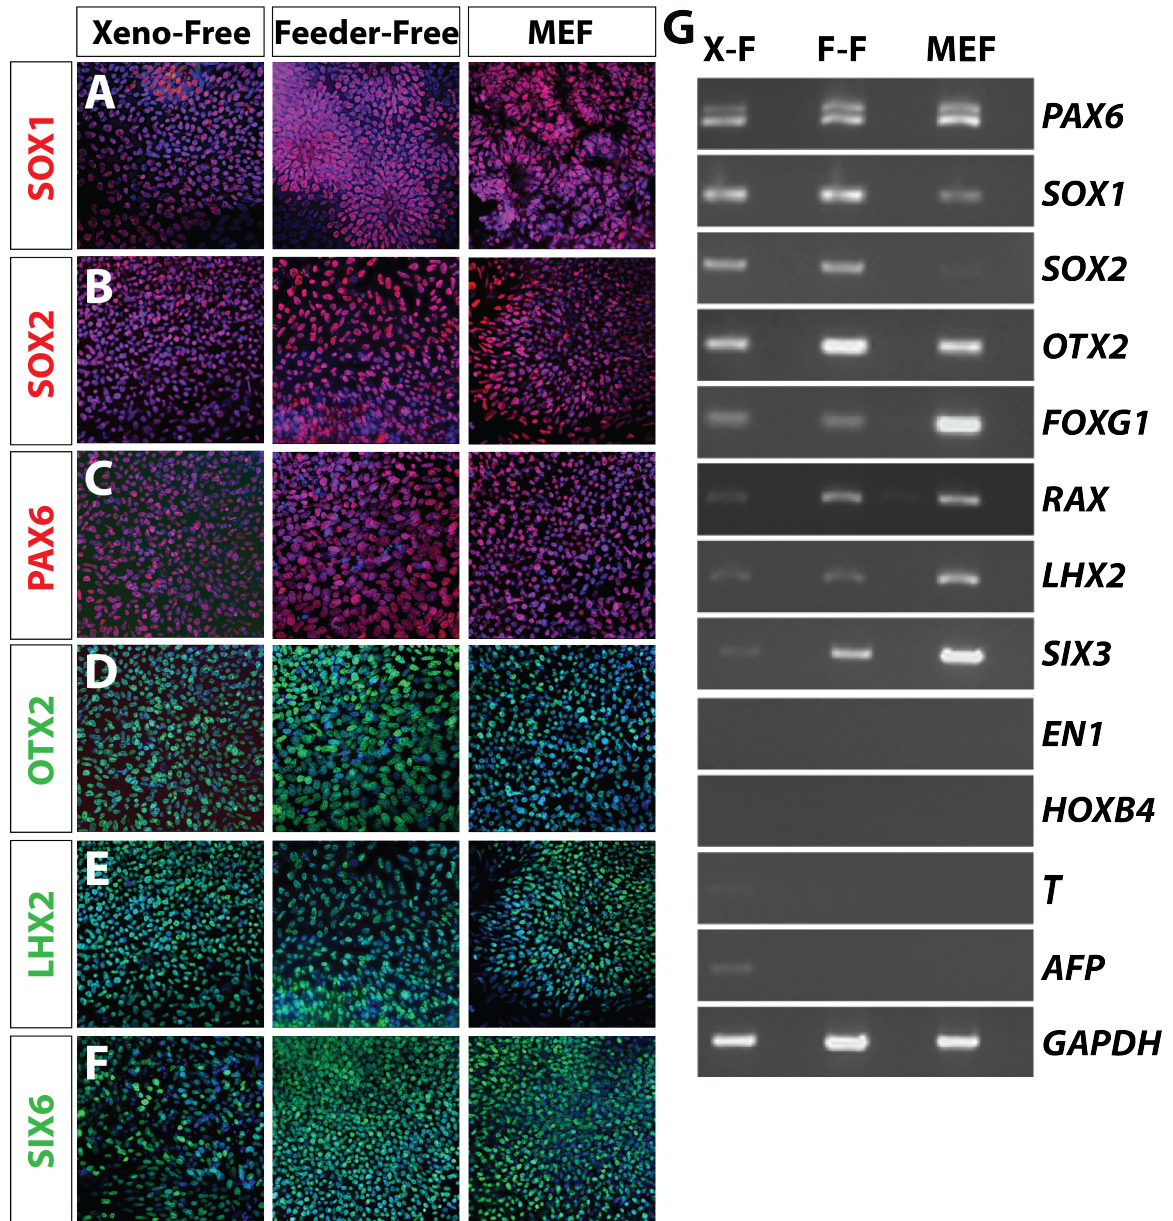 Xeno-Free Feeder-Free MEF
A
SOX1
B
SOX2
C
PAX6
D
OTX2
E
LHX2
F
SIX6
G
X-F F-F MEF
PAX6
SOX1
SOX2
OTX2
FOXG1
RAX
LHX2
SIX3
EN1
HOXB4
T
AFP
GAPDH